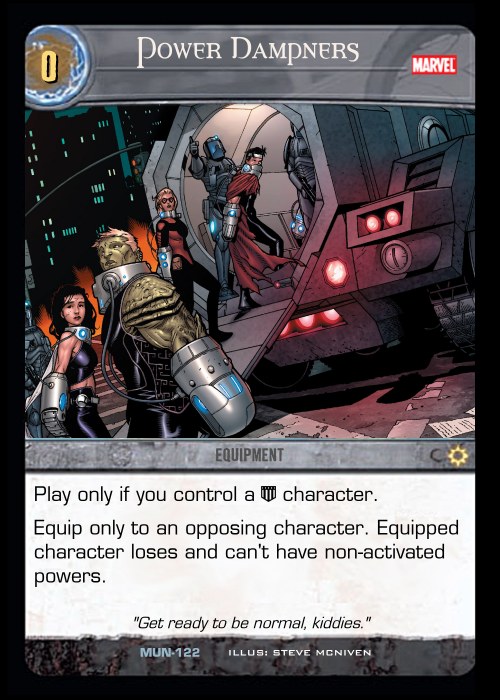 0
Power Dampners
MARVEL
EQUIPMENT
C
Play only if you control a character.
Equip only to an opposing character. Equipped
character loses and can't have non-activated
powers.
"Get ready to be normal, kiddies."
MUN-122 ILLUS: STEVE MCNIVEN